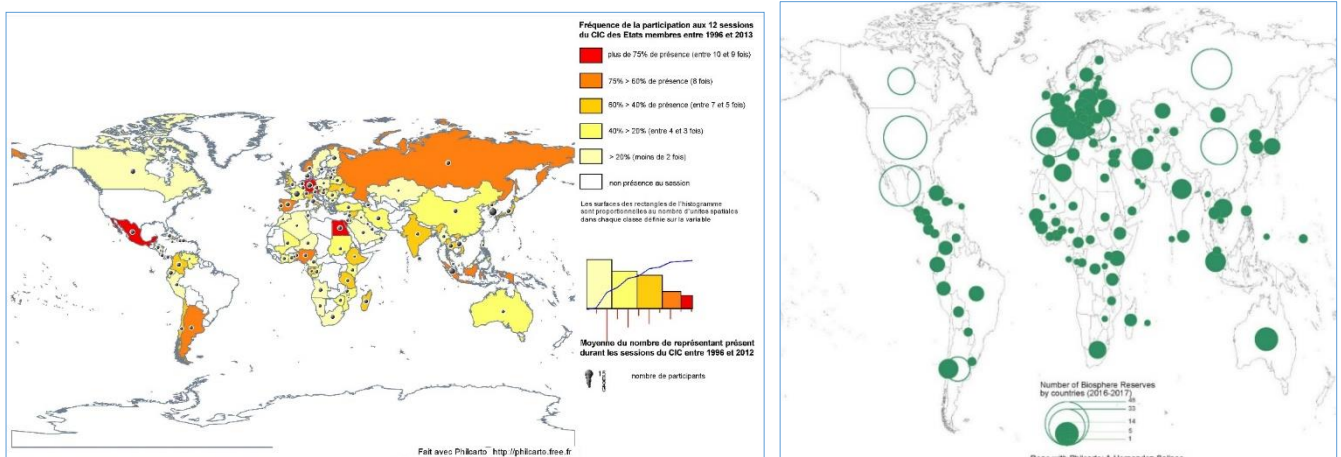 Fréquence de la participation aux 12 sessions
du CIC des Etats membres entre 1996 et 2013
plus de 75% de présence (entre 10 et 9 fois)
75% > 60% de présence (8 fois)
60% > 40% de présence (entre 7 et 5 fois)
40% > 20% (entre 4 et 3 fois)
> 20% (moins de 2 fois)
non présence au session
Les surfaces des rectangles de l'histogramme
sont proportionnelles au nombre d'unités spatiales
dans chaque classe définie sur la variable
Moyenne du nombre de représentant présent
durant les sessions du CIC entre 1996 et 2012
nombre de participants
Fait avec Philcarto http://philcarto.free.fr
Number of Biosphere Reserves
by countries (2016-2017)
48
33
14
5
1